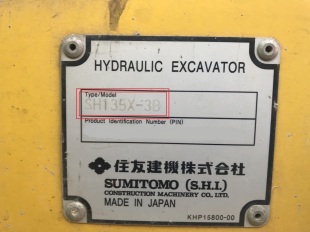 HYDRAULIC EXCAVATOR
Type/Model
SH135X-3B
Product Identification Number (PIN)
住友建機株式会社
SUMITOMO (S.H.I.)
CONSTRUCTION MACHINERY CO., LTD.
MADE IN JAPAN
KHP15800-00